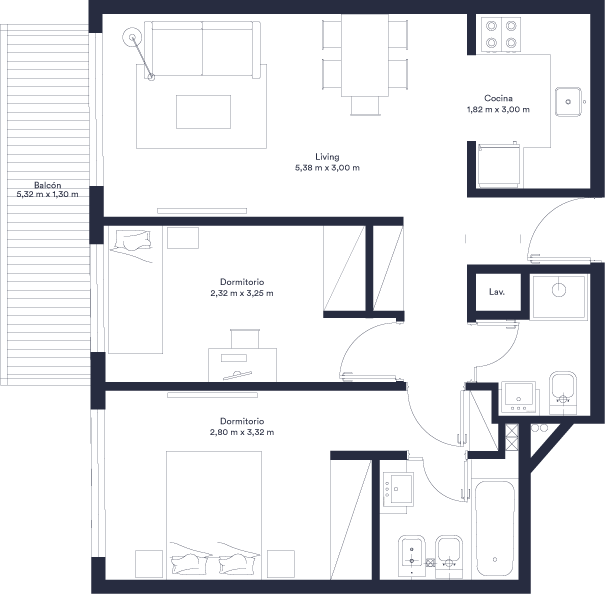 Cocina
1,82 m x 3,00 m
Living
5,38 m x 3,00 m
Balcón
5,32 m x 1,30 m
Dormitorio
2,32 m x 3,25 m
Lav.
Dormitorio
2,80 m x 3,32 m